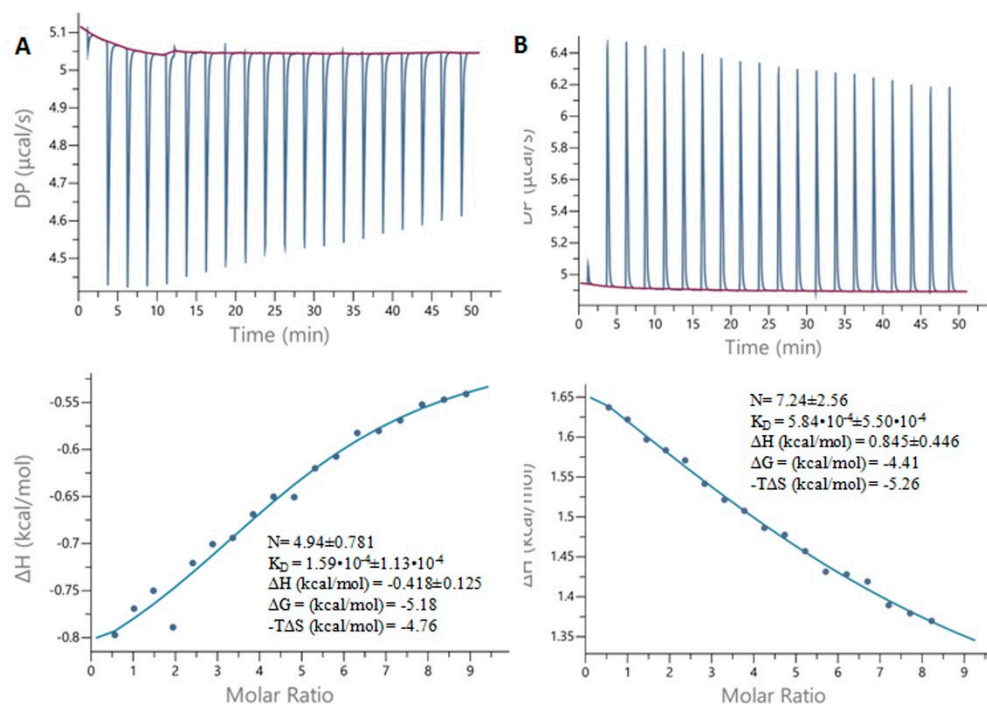 A
DP (µcal/s)
5.1
5
4.9
4.8
4.7
4.6
4.5
0 5 10 15 20 25 30 35 40 45 50
Time (min)
B
DP (µcal/s)
6.4
6.2
6
5.8
5.6
5.4
5.2
5
0 5 10 15 20 25 30 35 40 45 50
Time (min)
ΔH (kcal/mol)
-0.55
-0.6
-0.65
-0.7
-0.75
-0.8
N= 4.94±0.781
K_D = 1.59•10⁻⁴±1.13•10⁻⁴
ΔH (kcal/mol) = -0.418±0.125
ΔG = (kcal/mol) = -5.18
-TΔS (kcal/mol) = -4.76
0 1 2 3 4 5 6 7 8 9
Molar Ratio
ΔH (kcal/mol)
1.65
1.6
1.55
1.5
1.45
1.4
1.35
N= 7.24±2.56
K_D = 5.84•10⁻⁴±5.50•10⁻⁴
ΔH (kcal/mol) = 0.845±0.446
ΔG = (kcal/mol) = -4.41
-TΔS (kcal/mol) = -5.26
0 1 2 3 4 5 6 7 8 9
Molar Ratio